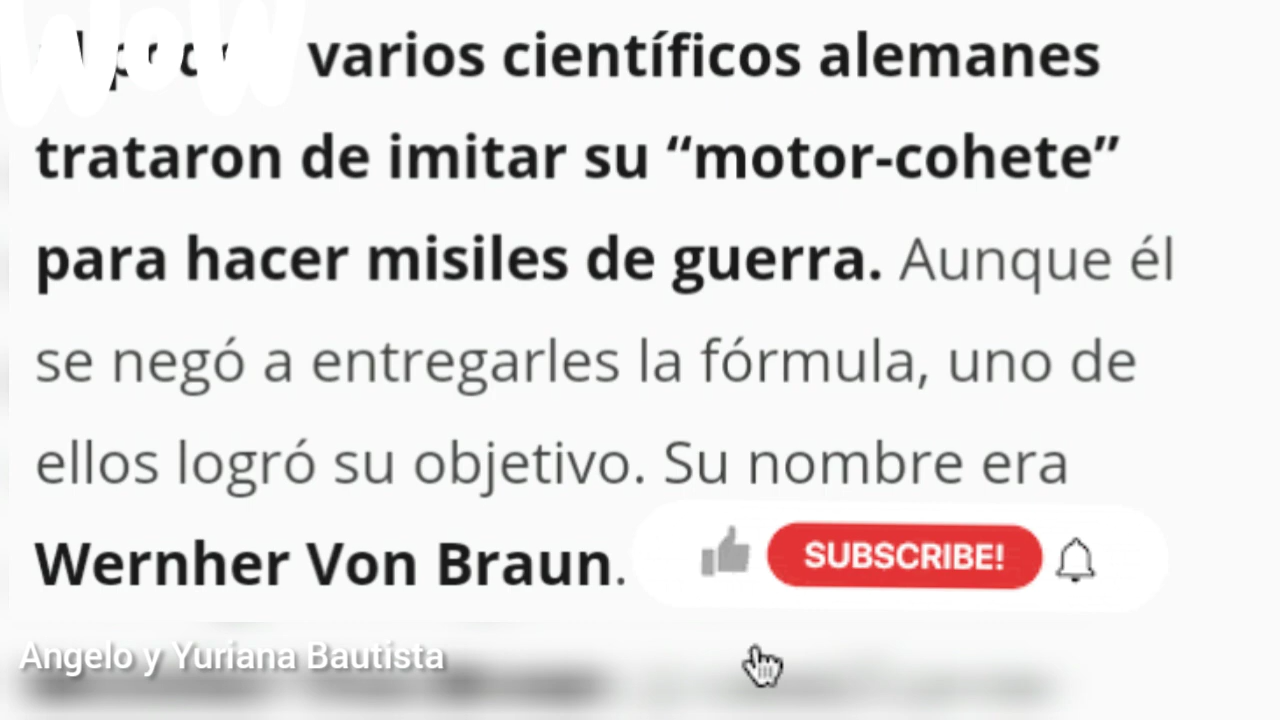 WOW
varios científicos alemanes
trataron de imitar su “motor-cohete”
para hacer misiles de guerra. Aunque él
se negó a entregarles la fórmula, uno de
ellos logró su objetivo. Su nombre era
Wernher Von Braun.
SUBSCRIBE!
Angelo y Yuriana Bautista